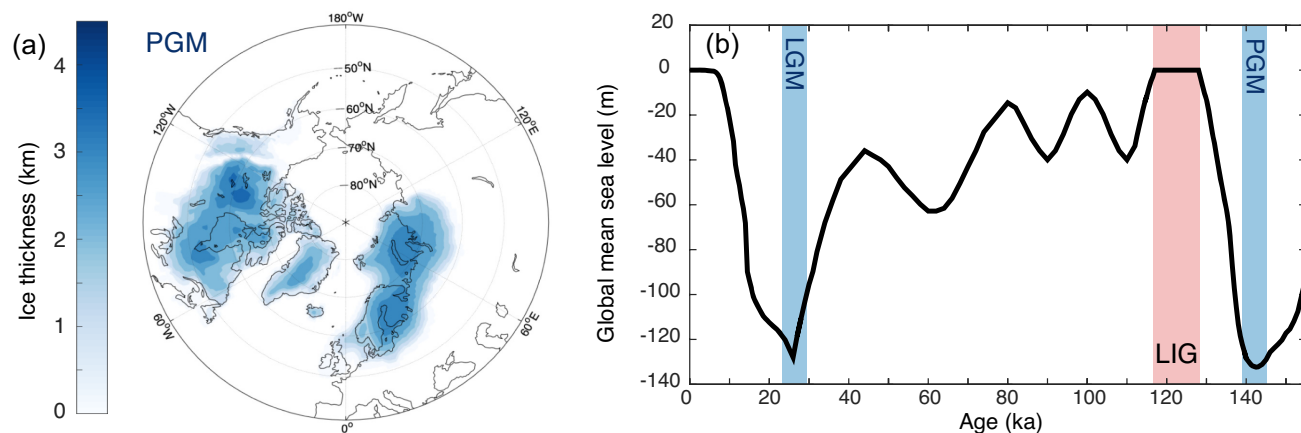 (a)
PGM
Ice thickness (km)
4
3
2
1
0
180°W
120°W
120°E
60°W
60°E
0°
50°N
60°N
70°N
80°N
(b)
Global mean sea level (m)
20
0
-20
-40
-60
-80
-100
-120
-140
LGM
LIG
PGM
0 20 40 60 80 100 120 140
Age (ka)